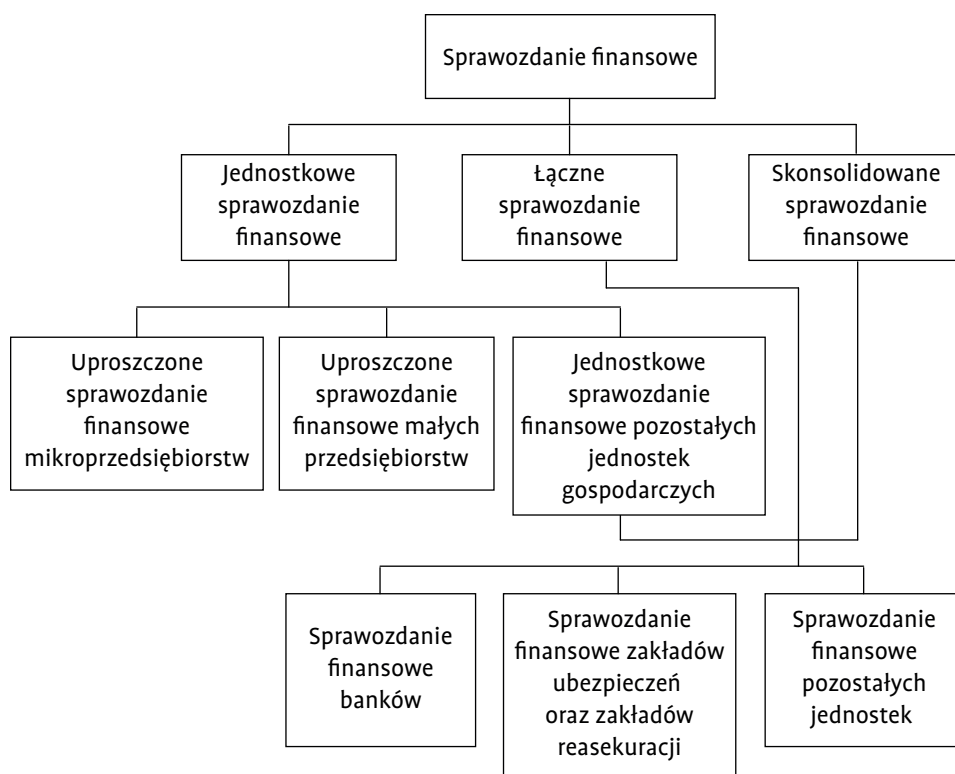 Sprawozdanie finansowe
Jednostkowe
sprawozdanie
finansowe
Łączne
sprawozdanie
finansowe
Skonsolidowane
sprawozdanie
finansowe
Uproszczone
sprawozdanie
finansowe
mikroprzedsiębiorstw
Uproszczone
sprawozdanie
finansowe małych
przedsiębiorstw
Jednostkowe
sprawozdanie
finansowe pozostałych
jednostek
gospodarczych
Sprawozdanie
finansowe
banków
Sprawozdanie
finansowe zakładów
ubezpieczeń
oraz zakładów
reasekuracji
Sprawozdanie
finansowe
pozostałych
jednostek